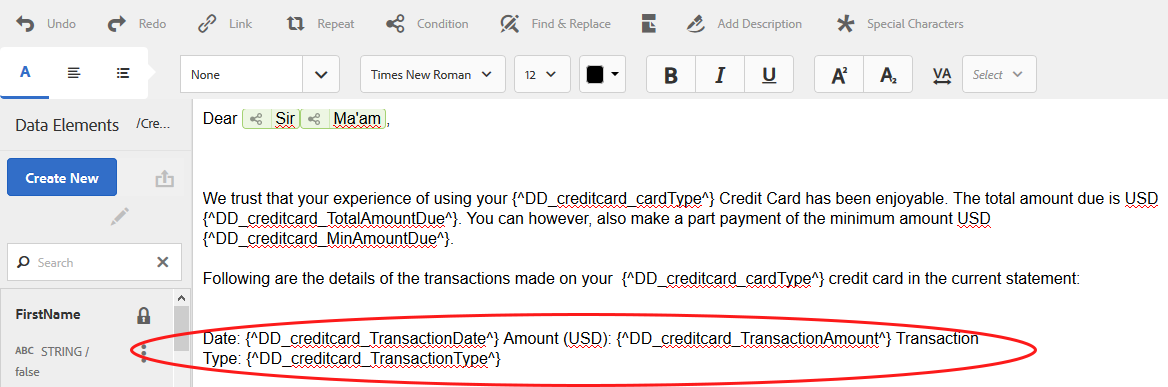 Undo Redo Link Repeat Condition Find & Replace Add Description Special Characters
A None Times New Roman 12 B I U A² A₂ VA Select
Data Elements /Cre...
Create New
Search
FirstName
ABC STRING /
false
Dear Sir Ma'am,
We trust that your experience of using your {^DD_creditcard_cardType^} Credit Card has been enjoyable. The total amount due is USD
{^DD_creditcard_TotalAmountDue^}. You can however, also make a part payment of the minimum amount USD
{^DD_creditcard_MinAmountDue^}.
Following are the details of the transactions made on your  {^DD_creditcard_cardType^} credit card in the current statement:
Date: {^DD_creditcard_TransactionDate^} Amount (USD): {^DD_creditcard_TransactionAmount^} Transaction
Type: {^DD_creditcard_TransactionType^}